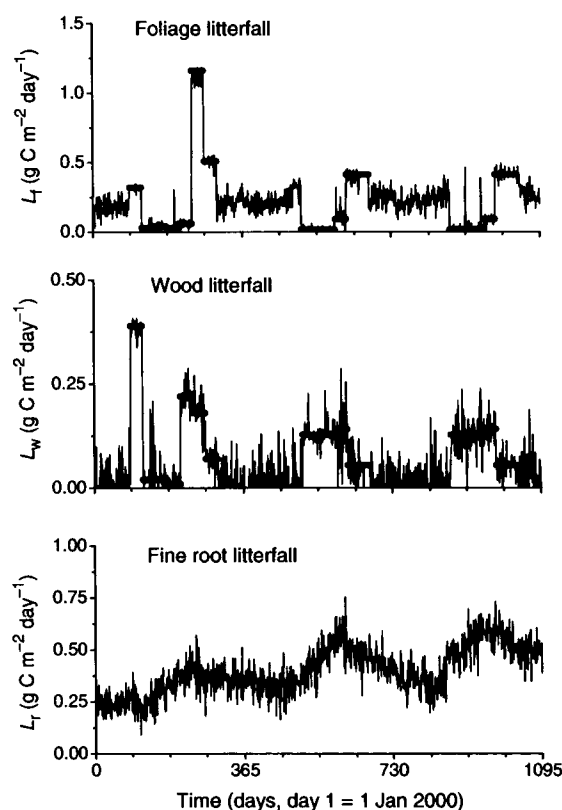 Foliage litterfall
1.5
1.0
0.5
0.0
L_f (g C m⁻² day⁻¹)
Wood litterfall
0.50
0.25
0.00
L_w (g C m⁻² day⁻¹)
Fine root litterfall
1.00
0.75
0.50
0.25
0.00
L_r (g C m⁻² day⁻¹)
0 365 730 1095
Time (days, day 1 = 1 Jan 2000)